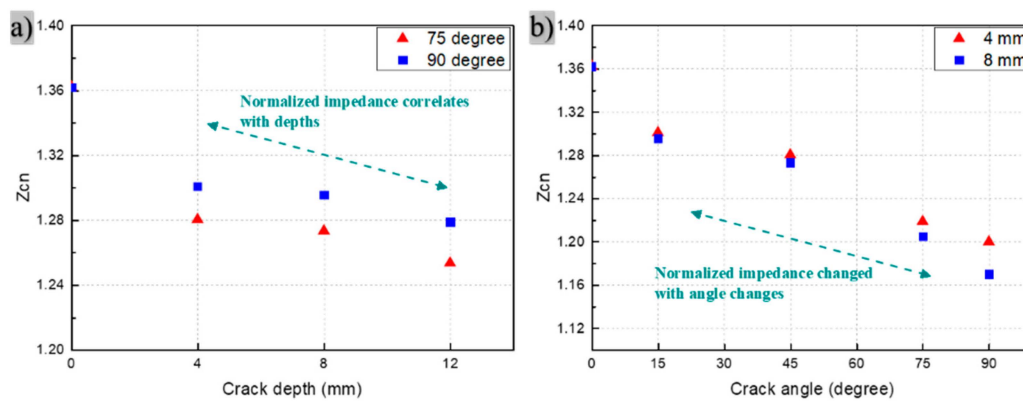 a)
1.40
1.36
1.32
1.28
1.24
1.20
Zcn
75 degree
90 degree
Normalized impedance correlates
with depths
0
4
8
12
Crack depth (mm)
b)
1.40
1.36
1.32
1.28
1.24
1.20
1.16
1.12
Zcn
4 mm
8 mm
Normalized impedance changed
with angle changes
0
15
30
45
60
75
90
Crack angle (degree)